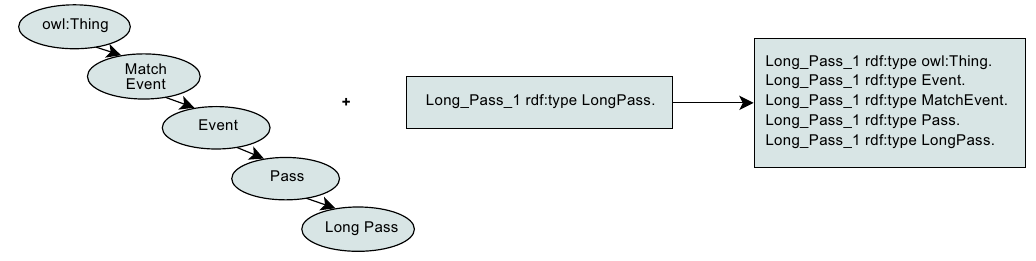 owl:Thing
Match
Event
Event
Pass
Long Pass
+
Long_Pass_1 rdf:type LongPass.
Long_Pass_1 rdf:type owl:Thing.
Long_Pass_1 rdf:type Event.
Long_Pass_1 rdf:type MatchEvent.
Long_Pass_1 rdf:type Pass.
Long_Pass_1 rdf:type LongPass.